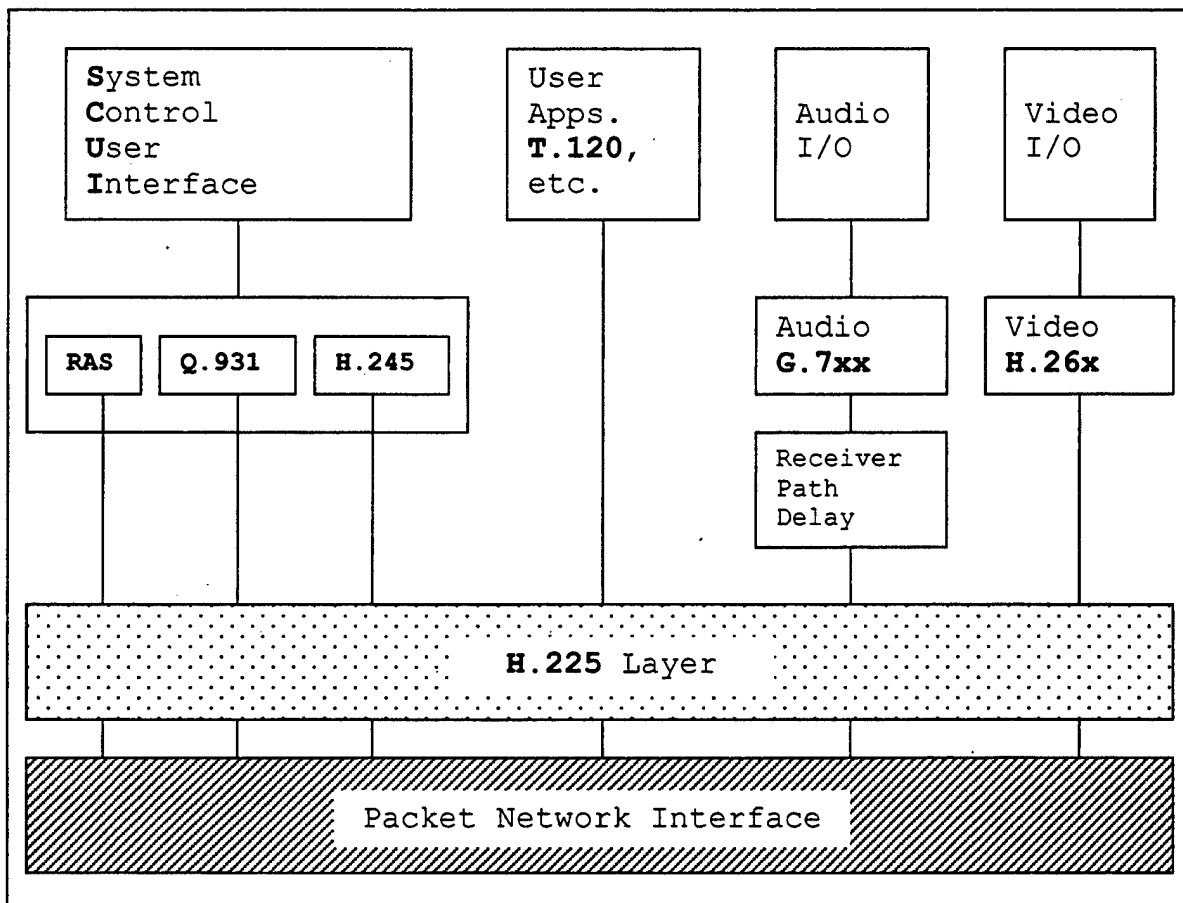 System
Control
User
Interface
User
Apps.
T.120,
etc.
Audio
I/O
Video
I/O
RAS
Q.931
H.245
Audio
G.7xx
Video
H.26x
Receiver
Path
Delay
H.225 Layer
Packet Network Interface